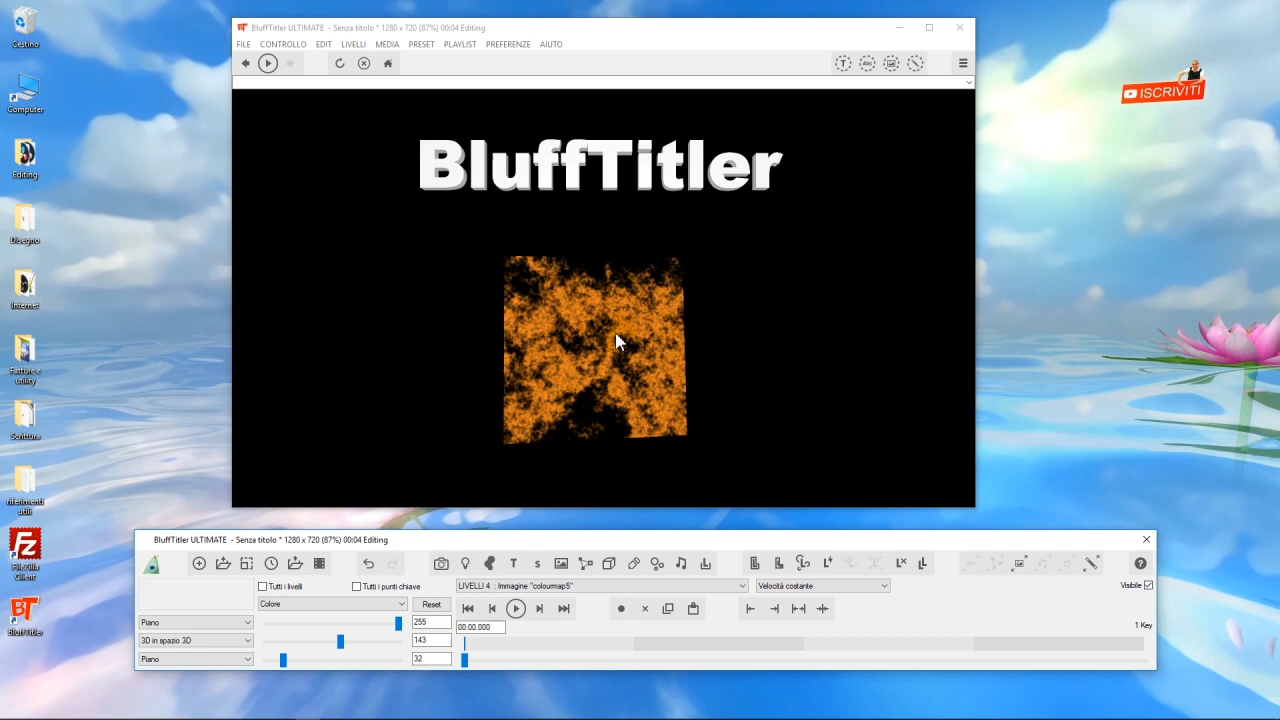 Cestino
Computer
Editing
Disegno
Internet
Fatture e
utility
Scrittura
riferimenti
utili
FileZilla
Client
BluffTitler
BluffTitler ULTIMATE - Senza titolo * 1280 x 720 (87%) 00:04 Editing
FILE CONTROLLO EDIT LIVELLI MEDIA PRESET PLAYLIST PREFERENZE AIUTO
BluffTitler
ISCRIVITI
BluffTitler ULTIMATE - Senza titolo * 1280 x 720 (87%) 00:04 Editing
Tutti i livelli Tutti i punti chiave LIVELLI 4 : Immagine "colourmap5" Velocità costante Visibile
Colore Reset
Piano 255 00:00.000 1 Key
3D in spazio 3D 143
Piano 32